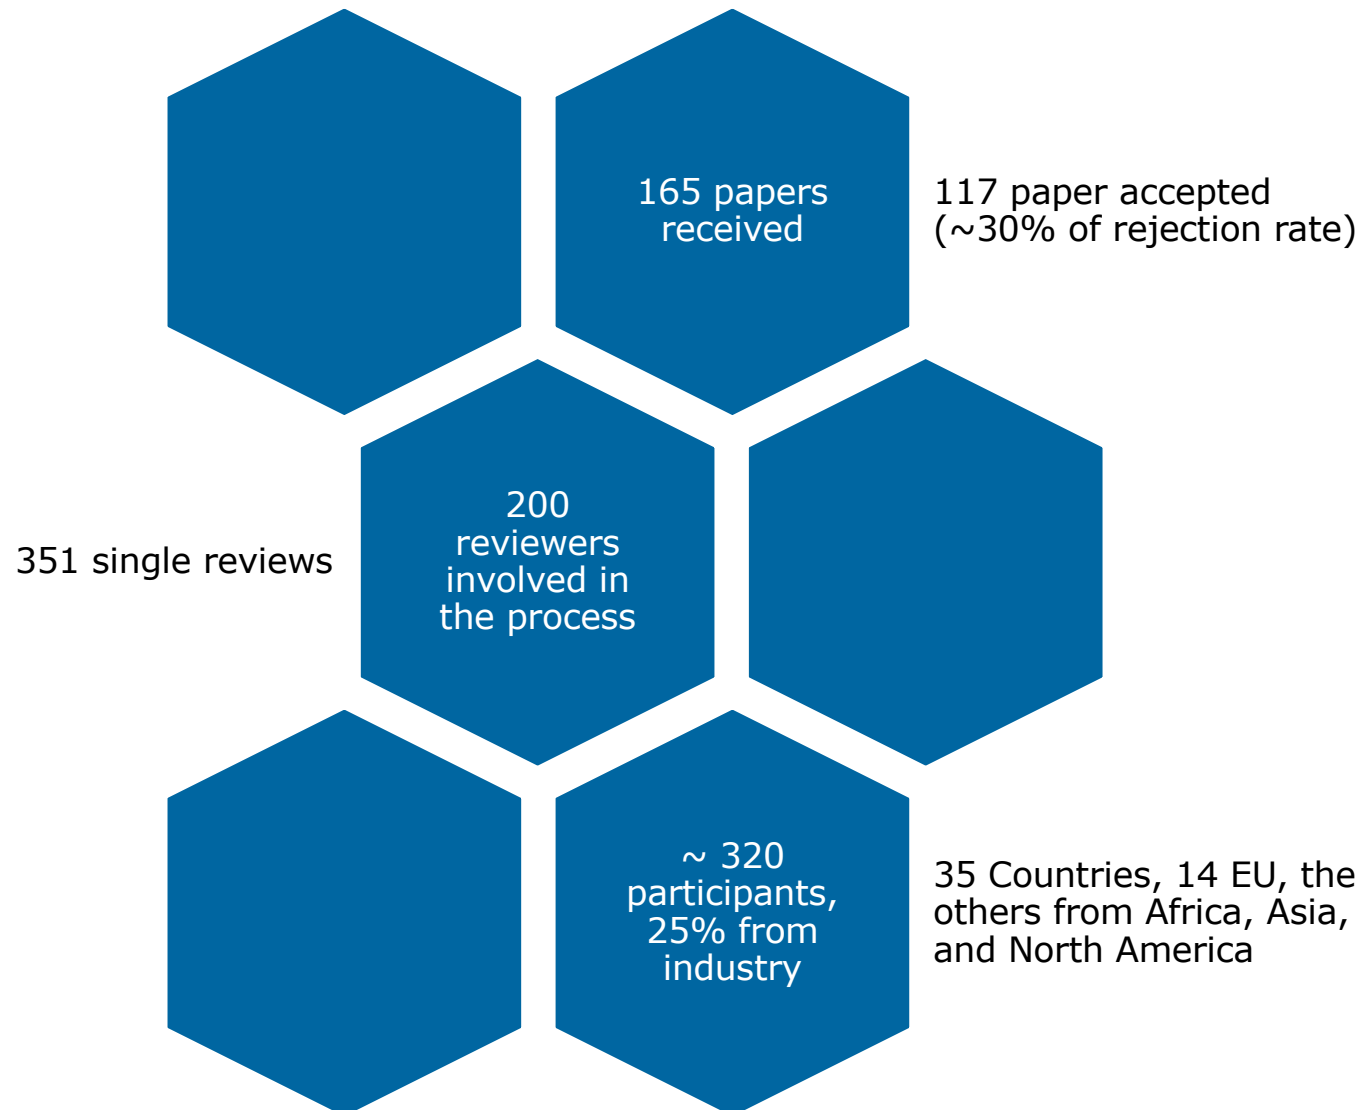 165 papers
received
117 paper accepted
(~30% of rejection rate)
351 single reviews
200
reviewers
involved in
the process
~ 320
participants,
25% from
industry
35 Countries, 14 EU, the
others from Africa, Asia,
and North America